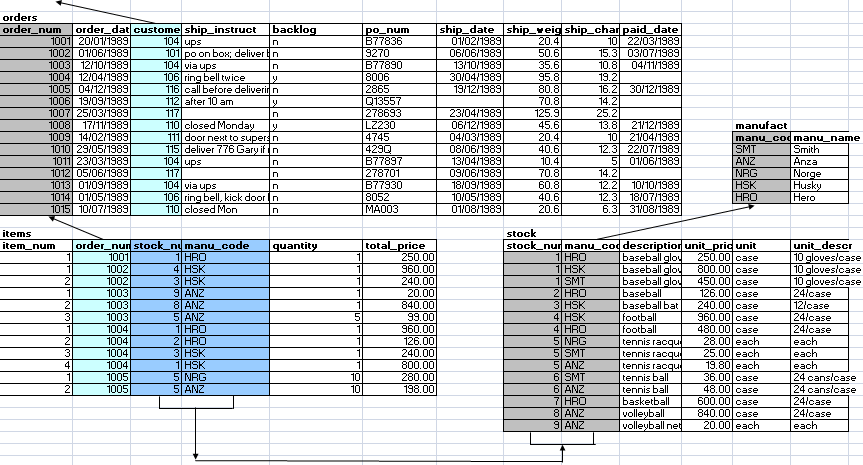 orders
order_num order_dat custome ship_instruct backlog po_num ship_date ship_weig ship_char paid_date
1001 20/01/1989 104 ups n B77836 01/02/1989 20.4 10 22/03/1989
1002 01/06/1989 101 po on box; deliver n 9270 06/06/1989 50.6 15.3 03/07/1989
1003 12/10/1989 104 via ups n B77890 13/10/1989 35.6 10.8 04/11/1989
1004 12/04/1989 106 ring bell twice y 8006 30/04/1989 95.8 19.2
1005 04/12/1989 116 call before deliverin n 2865 19/12/1989 80.8 16.2 30/12/1989
1006 19/09/1989 112 after 10 am y Q13557 70.8 14.2
1007 25/03/1989 117 n 278693 23/04/1989 125.9 25.2
1008 17/11/1989 110 closed Monday y LZ230 06/12/1989 45.6 13.8 21/12/1989
1009 14/02/1989 111 door next to supers n 4745 04/03/1989 20.4 10 21/04/1989
1010 29/05/1989 115 deliver 776 Gary if n 429Q 08/06/1989 40.6 12.3 22/07/1989
1011 23/03/1989 104 ups n B77897 13/04/1989 10.4 5 01/06/1989
1012 05/06/1989 117 n 278701 09/06/1989 70.8 14.2
1013 01/09/1989 104 via ups n B77930 18/09/1989 60.8 12.2 10/10/1989
1014 01/05/1989 106 ring bell, kick door n 8052 10/05/1989 40.6 12.3 18/07/1989
1015 10/07/1989 110 closed Mon n MA003 01/08/1989 20.6 6.3 31/08/1989
manufact
manu_coc manu_name
SMT Smith
ANZ Anza
NRG Norge
HSK Husky
HRO Hero
items
item_num order_num stock_nu manu_code quantity total_price
1 1001 1 HRO 1 250.00
1 1002 4 HSK 1 960.00
2 1002 3 HSK 1 240.00
1 1003 9 ANZ 1 20.00
2 1003 8 ANZ 1 840.00
3 1003 5 ANZ 5 99.00
1 1004 1 HRO 1 960.00
2 1004 2 HRO 1 126.00
3 1004 3 HSK 1 240.00
4 1004 1 HSK 1 800.00
1 1005 5 NRG 10 280.00
2 1005 5 ANZ 10 198.00
stock
stock_nur manu_coc description unit_pric unit unit_descr
1 HRO baseball glov 250.00 case 10 gloves/case
1 HSK baseball glov 800.00 case 10 gloves/case
1 SMT baseball glov 450.00 case 10 gloves/case
2 HRO baseball 126.00 case 24/case
3 HSK baseball bat 240.00 case 12/case
4 HSK football 960.00 case 24/case
4 HRO football 480.00 case 24/case
5 NRG tennis racqu 28.00 each each
5 SMT tennis racqu 25.00 each each
5 ANZ tennis racqu 19.80 each each
6 SMT tennis ball 36.00 case 24 cans/case
6 ANZ tennis ball 48.00 case 24 cans/case
7 HRO basketball 600.00 case 24/case
8 ANZ volleyball 840.00 case 24/case
9 ANZ volleyball net 20.00 each each